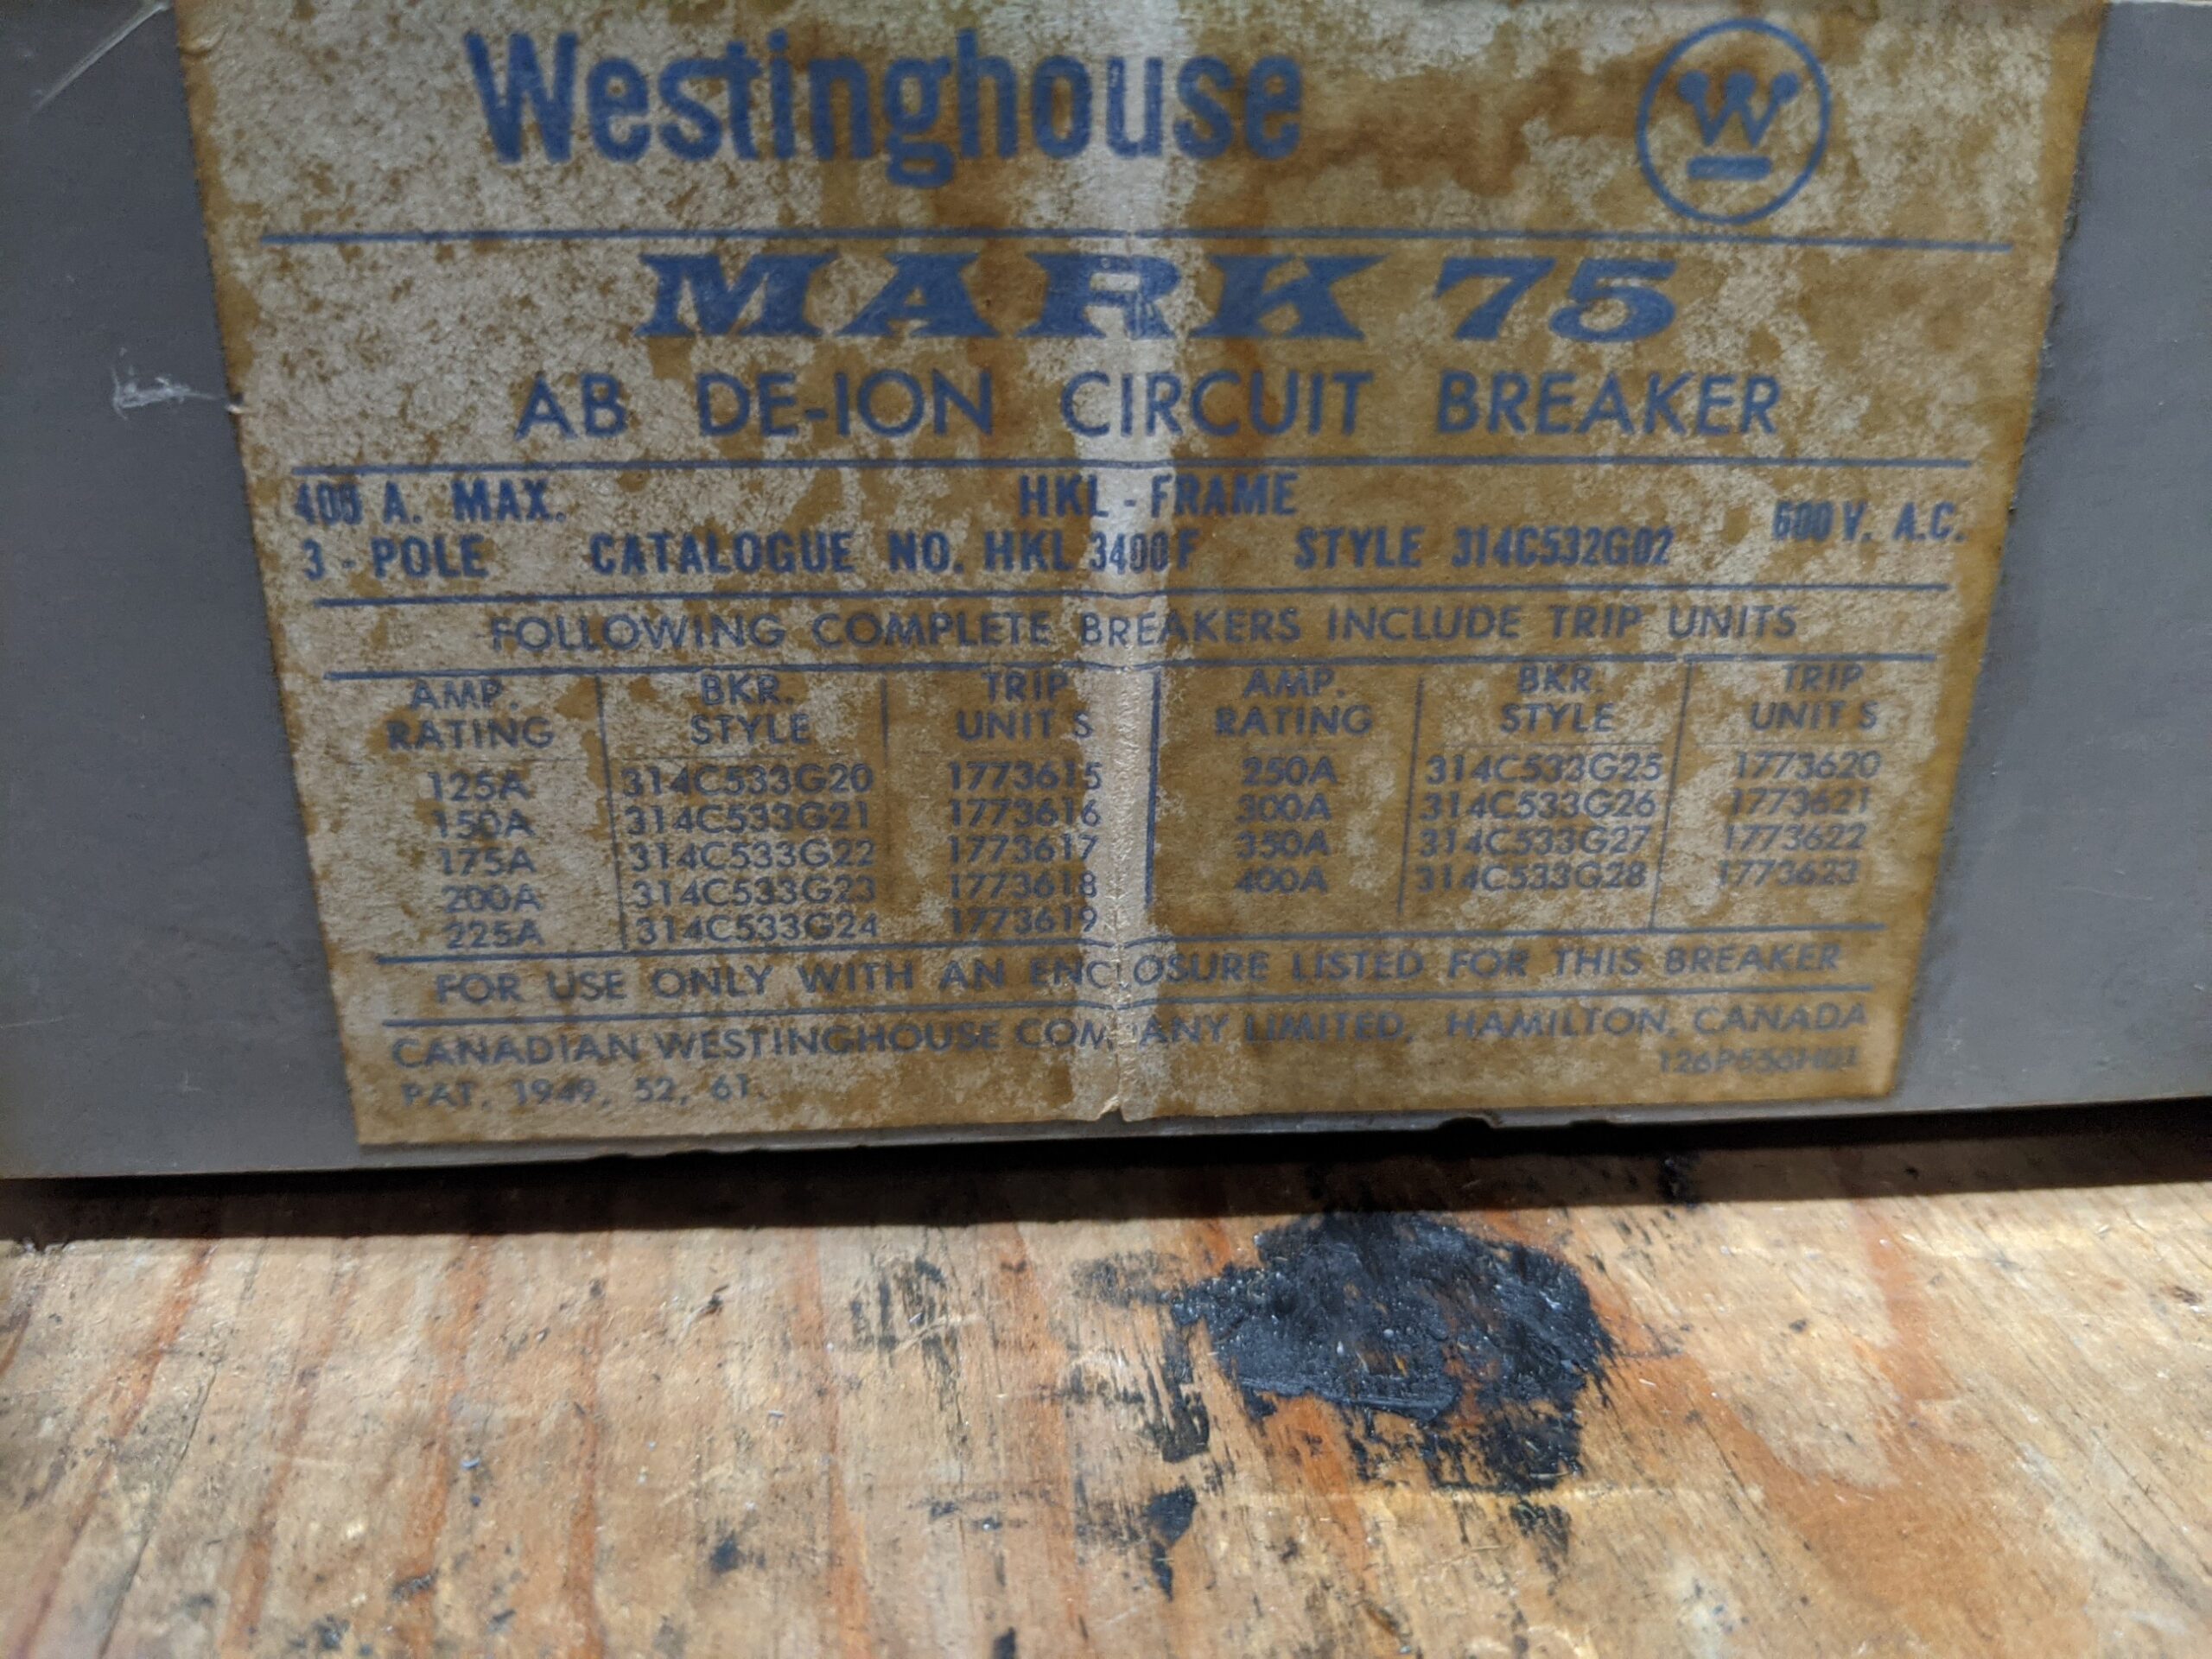 Westinghouse
W
MARK 75
AB DE-ION CIRCUIT BREAKER
400 A. MAX. HKL - FRAME 600 V. A.C.
3 - POLE CATALOGUE NO. HKL 3400F STYLE 314C532G02
FOLLOWING COMPLETE BREAKERS INCLUDE TRIP UNITS
AMP. BKR. TRIP AMP. BKR. TRIP
RATING STYLE UNIT S RATING STYLE UNIT S
125A 314C533G20 1773615 250A 314C533G25 1773620
150A 314C533G21 1773616 300A 314C533G26 1773621
175A 314C533G22 1773617 350A 314C533G27 1773622
200A 314C533G23 1773618 400A 314C533G28 1773623
225A 314C533G24 1773619
FOR USE ONLY WITH AN ENCLOSURE LISTED FOR THIS BREAKER
CANADIAN WESTINGHOUSE COMPANY LIMITED, HAMILTON, CANADA
PAT. 1949, 52, 61.